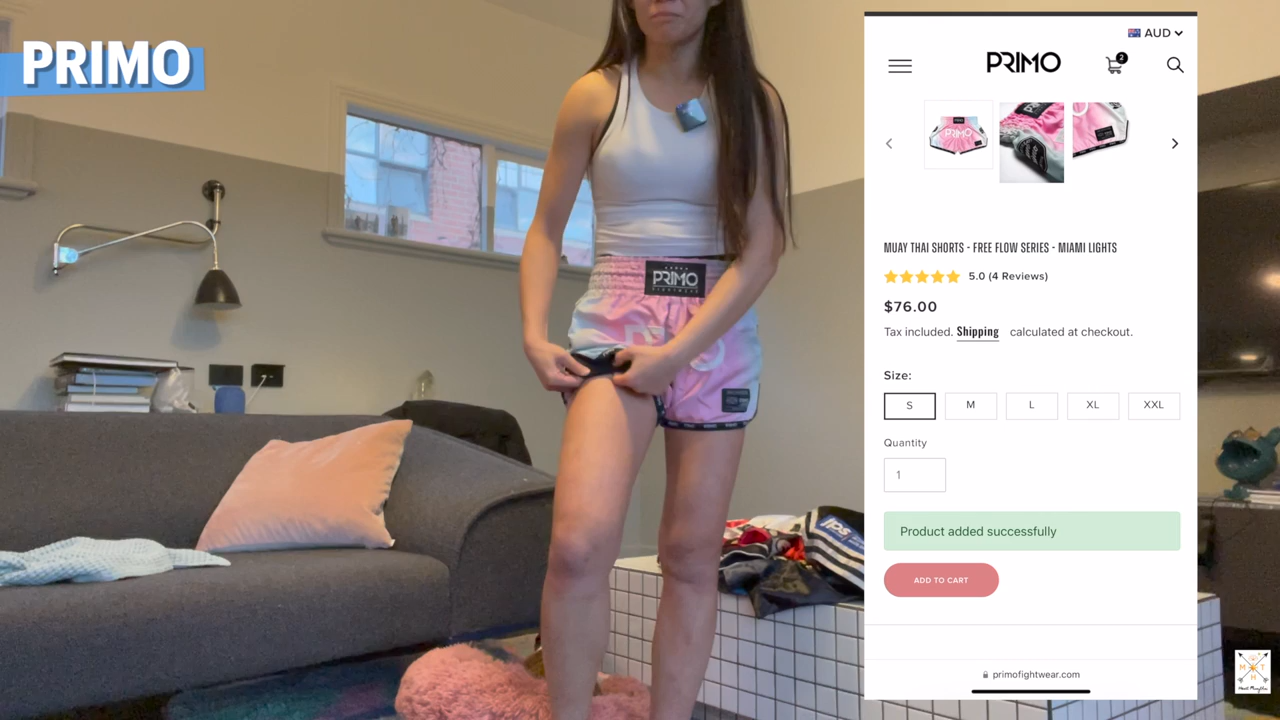 PRIMO
AUD
PRIMO
2
PRIMO
MUAY THAI SHORTS - FREE FLOW SERIES - MIAMI LIGHTS
5.0 (4 Reviews)
$76.00
Tax included. Shipping calculated at checkout.
Size:
S M L XL XXL
Quantity
1
Product added successfully
ADD TO CART
primofightwear.com
PRIMO
FIGHTWEAR